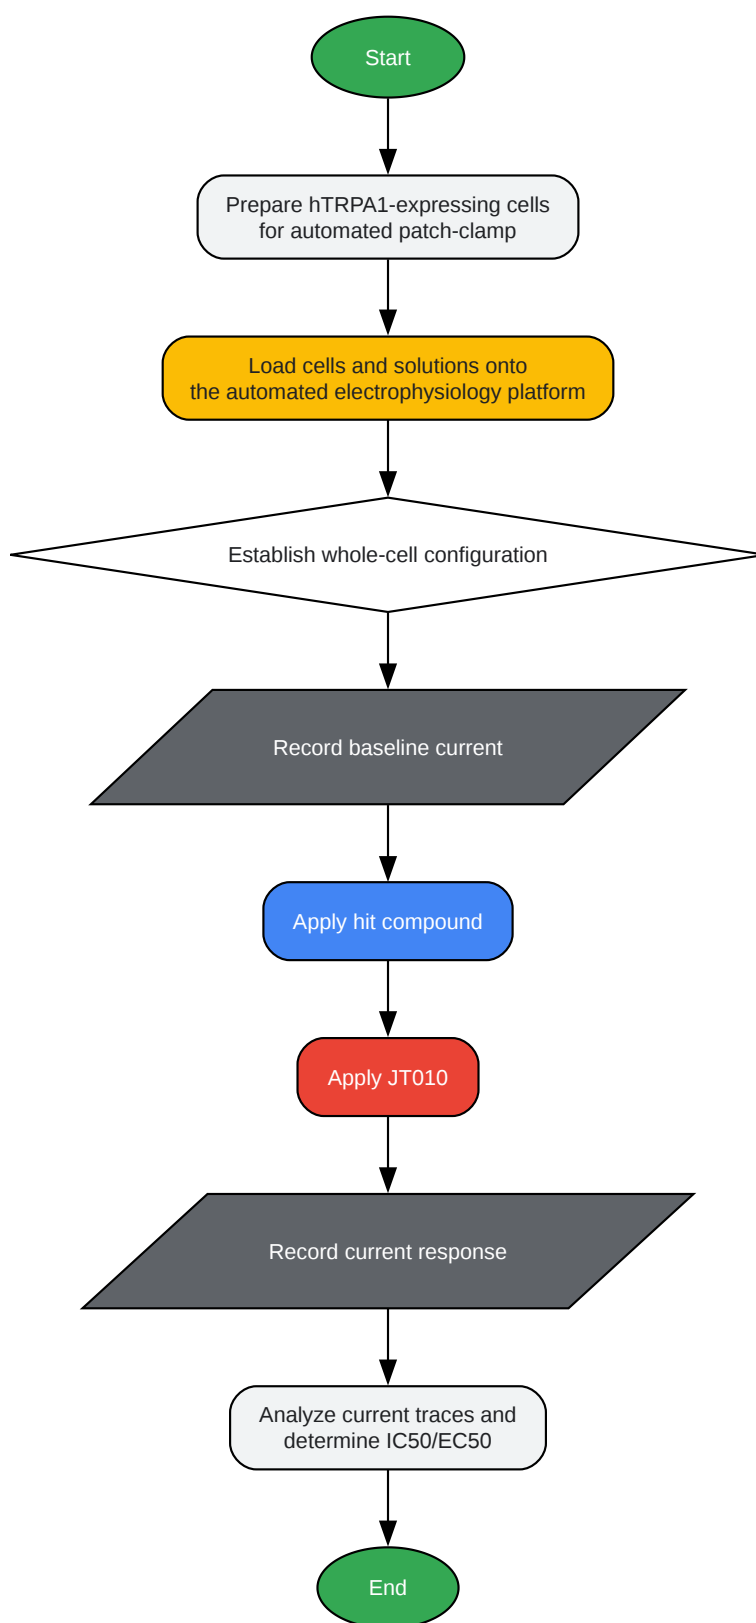 Start
Prepare hTRPA1-expressing cells
for automated patch-clamp
Load cells and solutions onto
the automated electrophysiology platform
Establish whole-cell configuration
Record baseline current
Apply hit compound
Apply JT010
Record current response
Analyze current traces and
determine IC50/EC50
End